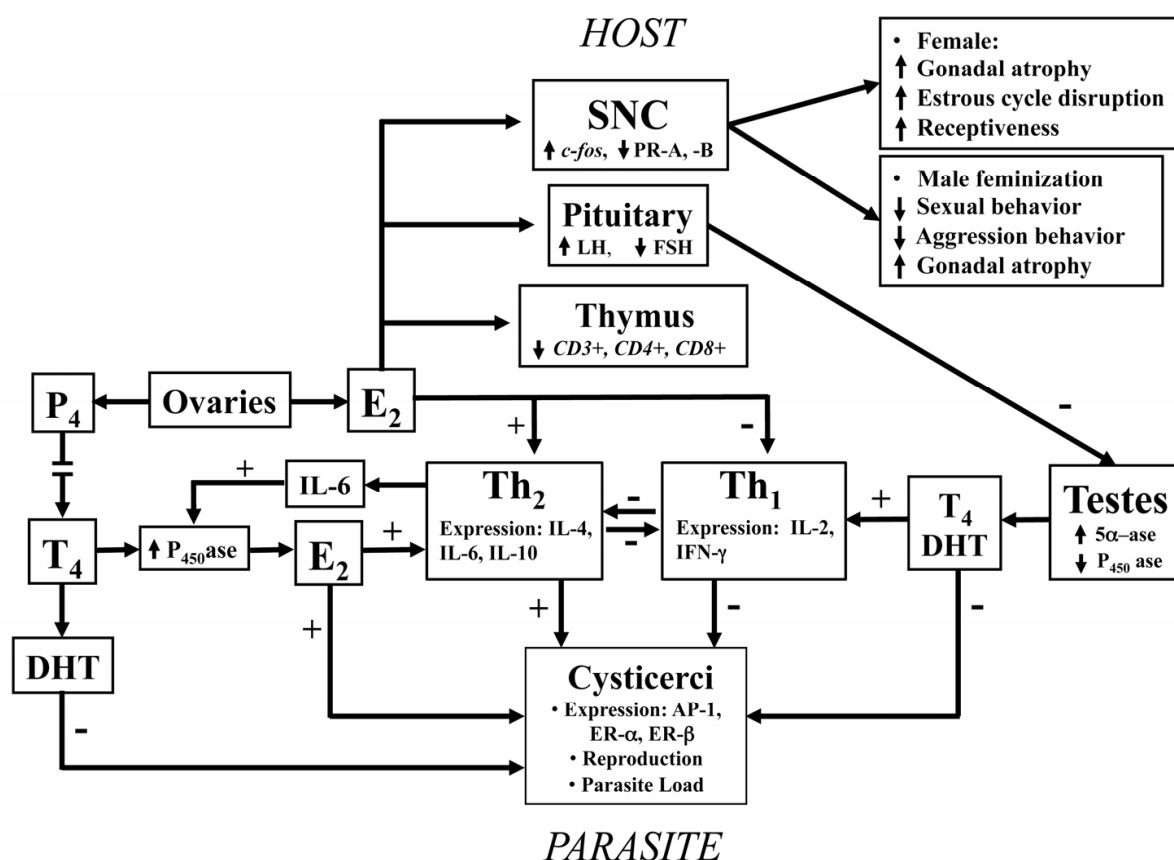 HOST
SNC
↑ c-fos, ↓ PR-A, -B
• Female:
↑ Gonadal atrophy
↑ Estrous cycle disruption
↑ Receptiveness
• Male feminization
↓ Sexual behavior
↓ Aggression behavior
↑ Gonadal atrophy
Pituitary
↑ LH, ↓ FSH
Thymus
↓ CD3+, CD4+, CD8+
P4
Ovaries
E2
+
-
-
+
IL-6
Th2
Expression: IL-4,
IL-6, IL-10
-
-
Th1
Expression: IL-2,
IFN-γ
+
T4
DHT
Testes
↑ 5α–ase
↓ P450 ase
T4
↑ P450ase
E2
+
+
+
-
-
DHT
-
Cysticerci
• Expression: AP-1,
ER-α, ER-β
• Reproduction
• Parasite Load
PARASITE